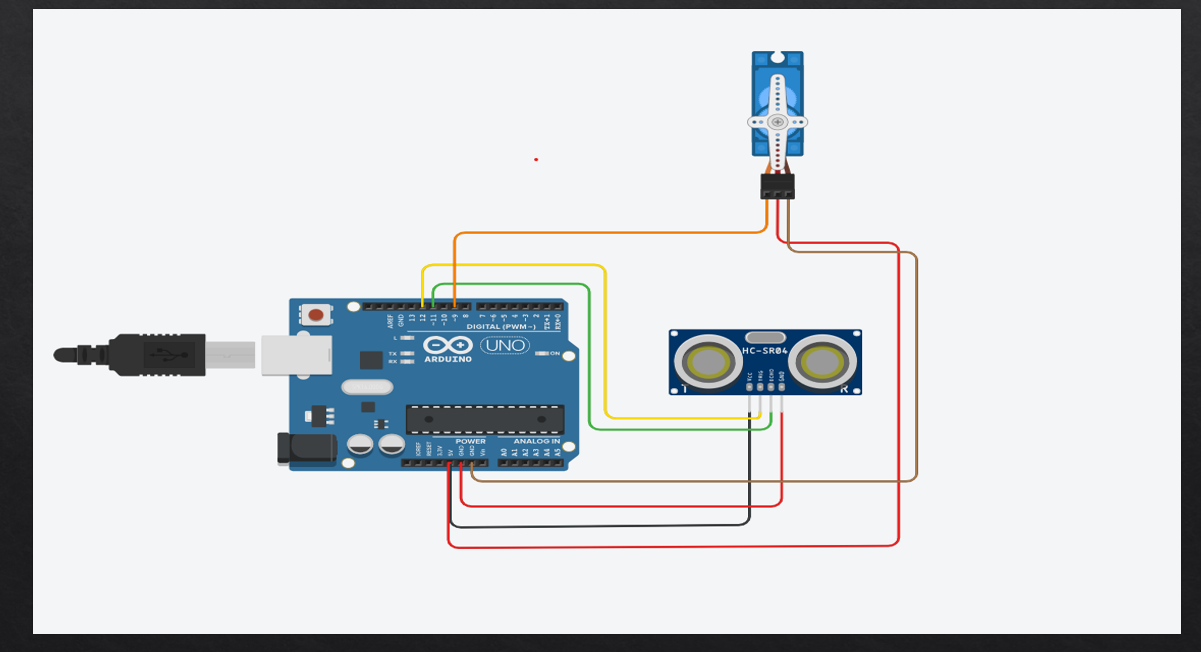 AREF
GND
13
12
~11
~10
~9
8
7
~6
~5
4
~3
2
TX→1
RX←0
DIGITAL (PWM~)
L
TX
RX
ARDUINO
UNO
ON
HC-SR04
VCC
TRIG
ECHO
GND
T
R
POWER
ANALOG IN
IOREF
RESET
3.3V
5V
GND
GND
Vin
A0
A1
A2
A3
A4
A5